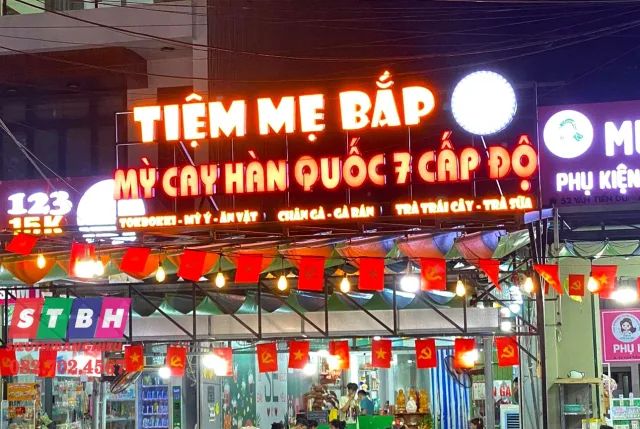 TIỆM MẸ BẮP
MỲ CAY HÀN QUỐC 7 CẤP ĐỘ
TOKBOKKI - MỲ Ý - ĂN VẶT
CHÂN GÀ - GÀ RÁN
TRÀ TRÁI CÂY - TRÀ SỮA
123
15K
PHỤ KIỆN
STBH
PHỤ